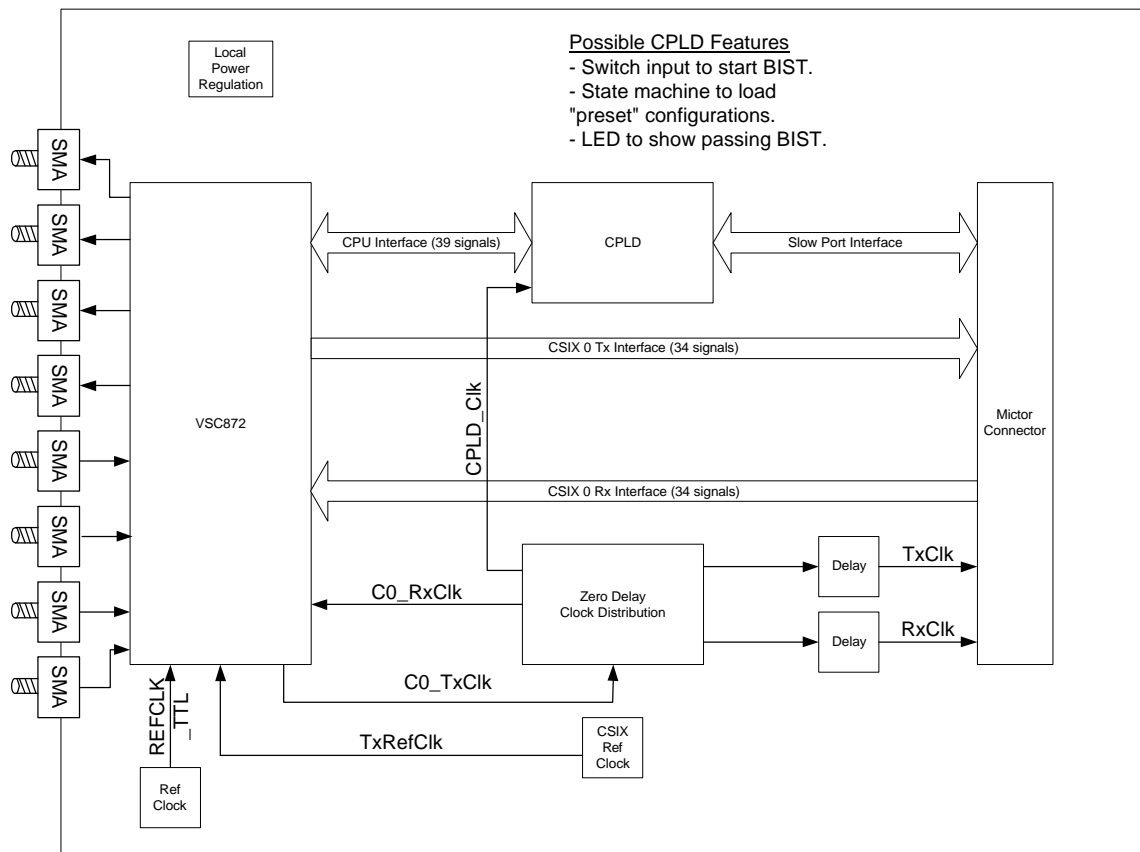 Local
Power
Regulation
Possible CPLD Features
- Switch input to start BIST.
- State machine to load
"preset" configurations.
- LED to show passing BIST.
SMA
SMA
SMA
SMA
SMA
SMA
SMA
SMA
VSC872
CPU Interface (39 signals)
CPLD
Slow Port Interface
CSIX 0 Tx Interface (34 signals)
CPLD_Clk
Mictor
Connector
CSIX 0 Rx Interface (34 signals)
C0_RxClk
Zero Delay
Clock Distribution
Delay
TxClk
Delay
RxClk
C0_TxClk
REFCLK
_TTL
TxRefClk
CSIX
Ref
Clock
Ref
Clock